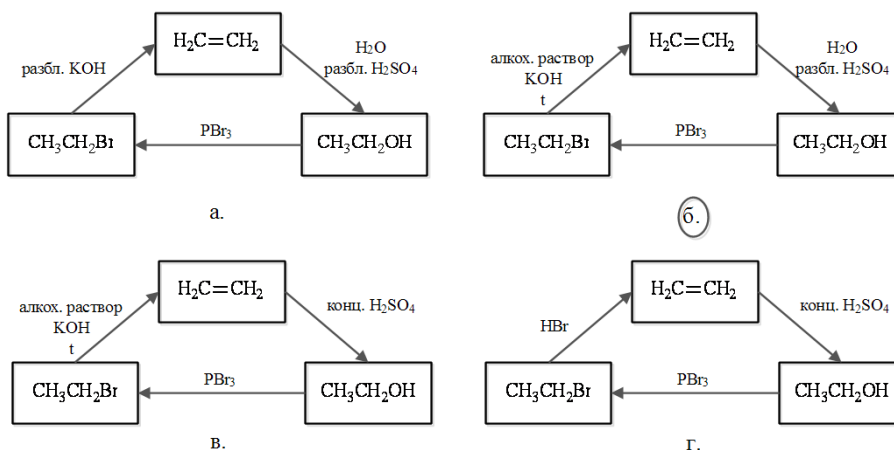 H₂C=CH₂
разбл. KOH
H₂O
разбл. H₂SO₄
CH₃CH₂Br
PBr₃
CH₃CH₂OH
а.
H₂C=CH₂
алкох. раствор
KOH
t
H₂O
разбл. H₂SO₄
CH₃CH₂Br
PBr₃
CH₃CH₂OH
б.
H₂C=CH₂
алкох. раствор
KOH
t
конц. H₂SO₄
CH₃CH₂Br
PBr₃
CH₃CH₂OH
в.
H₂C=CH₂
HBr
конц. H₂SO₄
CH₃CH₂Br
PBr₃
CH₃CH₂OH
г.